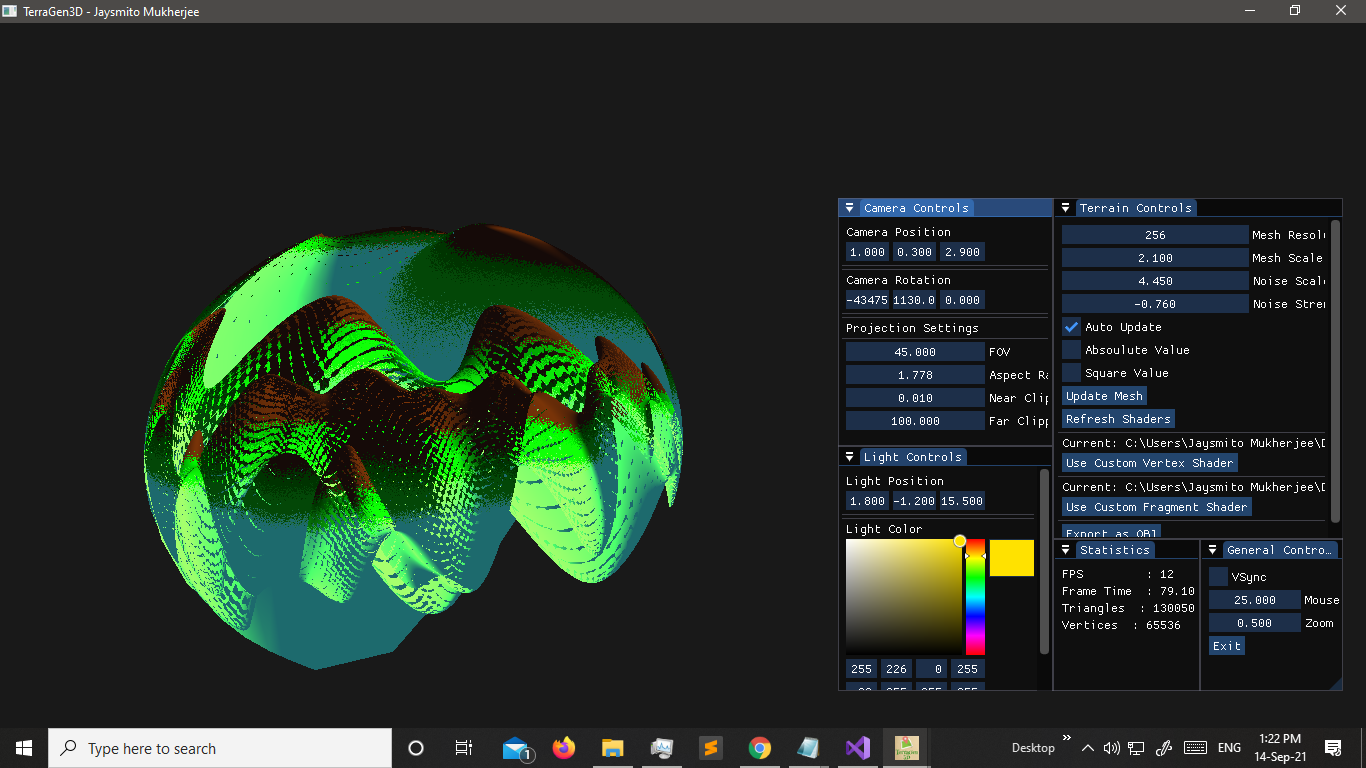 TerraGen3D - Jaysmito Mukherjee
Camera Controls
Camera Position
1.000 0.300 2.900
Camera Rotation
-43475 1130.0 0.000
Projection Settings
45.000 FOV
1.778 Aspect Ra
0.010 Near Clip
100.000 Far Clipp
Light Controls
Light Position
1.800 -1.200 15.500
Light Color
255 226 0 255
Terrain Controls
256 Mesh Resolu
2.100 Mesh Scale
4.450 Noise Scal
-0.760 Noise Stren
Auto Update
Absoulute Value
Square Value
Update Mesh
Refresh Shaders
Current: C:\Users\Jaysmito Mukherjee\D
Use Custom Vertex Shader
Current: C:\Users\Jaysmito Mukherjee\D
Use Custom Fragment Shader
Export as OBJ
Statistics
FPS : 12
Frame Time : 79.10
Triangles : 130050
Vertices : 65536
General Contro...
VSync
25.000 Mouse
0.500 Zoom
Exit
Type here to search
1
Desktop
ENG
1:22 PM
14-Sep-21